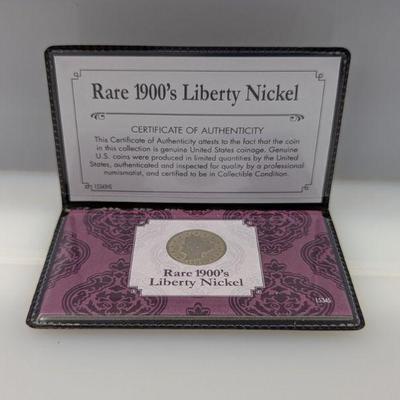 Rare 1900's Liberty Nickel
CERTIFICATE OF AUTHENTICITY
This Certificate of Authenticity attests to the fact that the coin
in this collection is genuine United States coinage. Genuine
U.S. coins were produced in limited quantities by the United
States, authenticated and inspected for quality by a professional
numismatist, and certified to be in Collectible Condition.
Rare 1900's
Liberty Nickel
15345